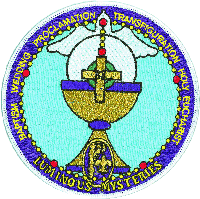 BAPTISM WEDDING PROCLAMATION TRANSFIGURATION HOLY EUCHARIST
LUMINOUS MYSTERIES